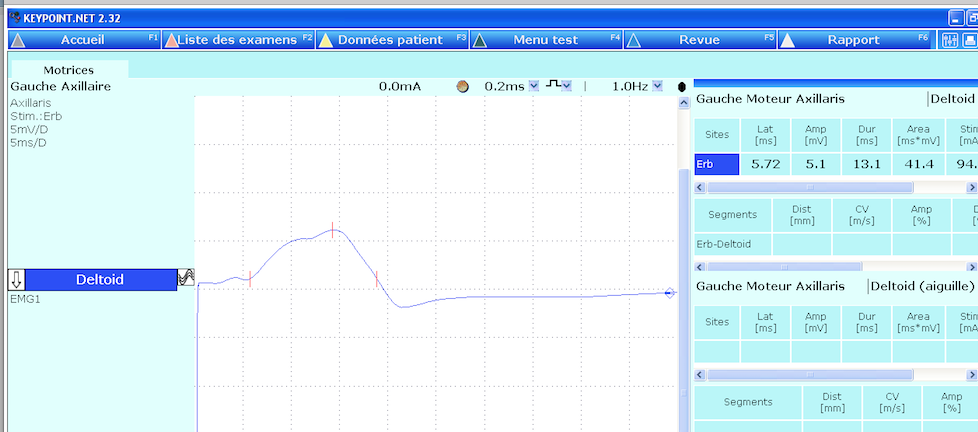 KEYPOINT.NET 2.32
Accueil F1 Liste des examens F2 Données patient F3 Menu test F4 Revue F5 Rapport F6
Motrices
Gauche Axillaire 0.0mA 0.2ms 1.0Hz
Axillaris
Stim.:Erb
5mV/D
5ms/D
Deltoid
EMG1
Gauche Moteur Axillaris Deltoid
Sites Lat [ms] Amp [mV] Dur [ms] Area [ms*mV] Stim [mA
Erb 5.72 5.1 13.1 41.4 94.
Segments Dist [mm] CV [m/s] Amp [%] D
Erb-Deltoid
Gauche Moteur Axillaris Deltoid (aiguille)
Sites Lat [ms] Amp [mV] Dur [ms] Area [ms*mV] Stim [mA
Segments Dist [mm] CV [m/s] Amp [%]